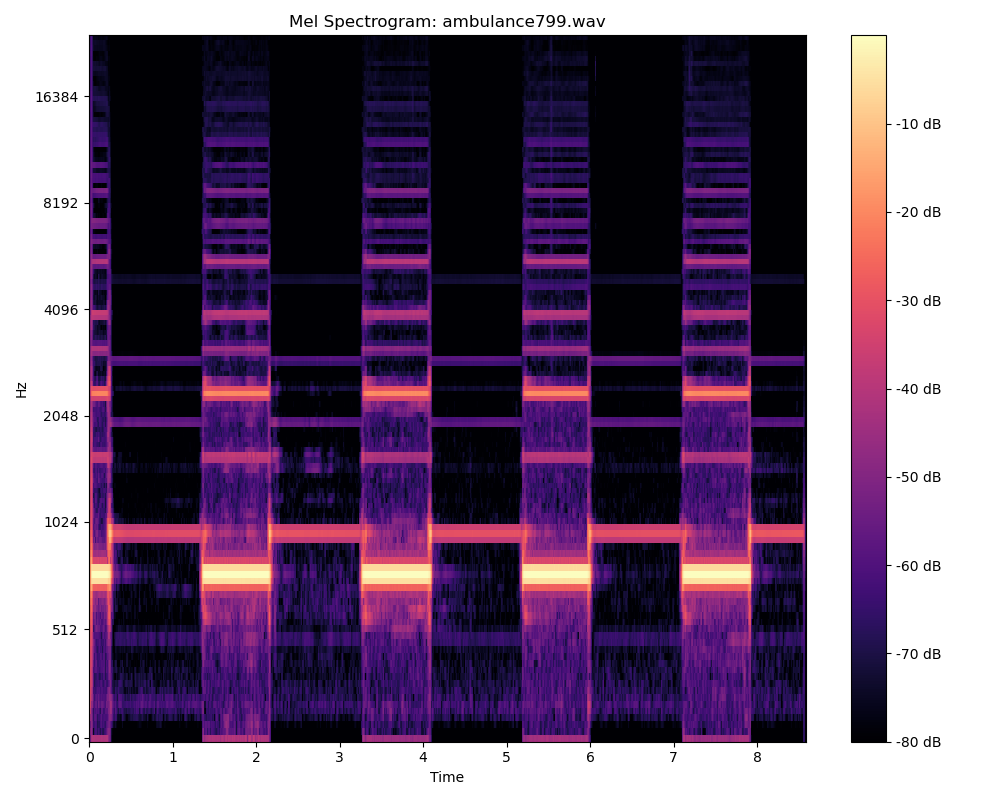 Mel Spectrogram: ambulance799.wav
16384
8192
4096
2048
1024
512
0
Hz
0 1 2 3 4 5 6 7 8
Time
-10 dB
-20 dB
-30 dB
-40 dB
-50 dB
-60 dB
-70 dB
-80 dB